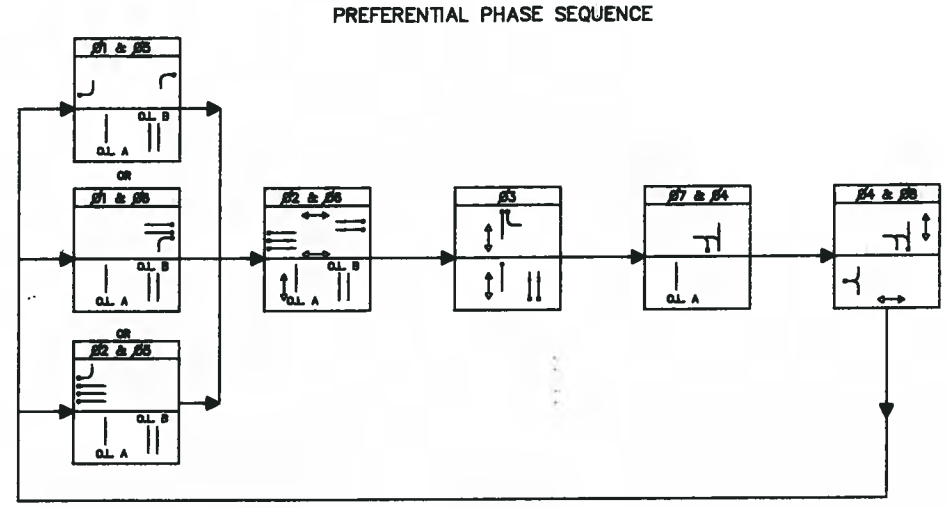 PREFERENTIAL PHASE SEQUENCE
Ø1 & Ø5
O.L. B
O.L. A
OR
Ø1 & Ø6
O.L. B
O.L. A
OR
Ø2 & Ø5
O.L. B
O.L. A
Ø2 & Ø6
O.L. B
O.L. A
Ø3
Ø7 & Ø4
O.L. A
Ø4 & Ø8